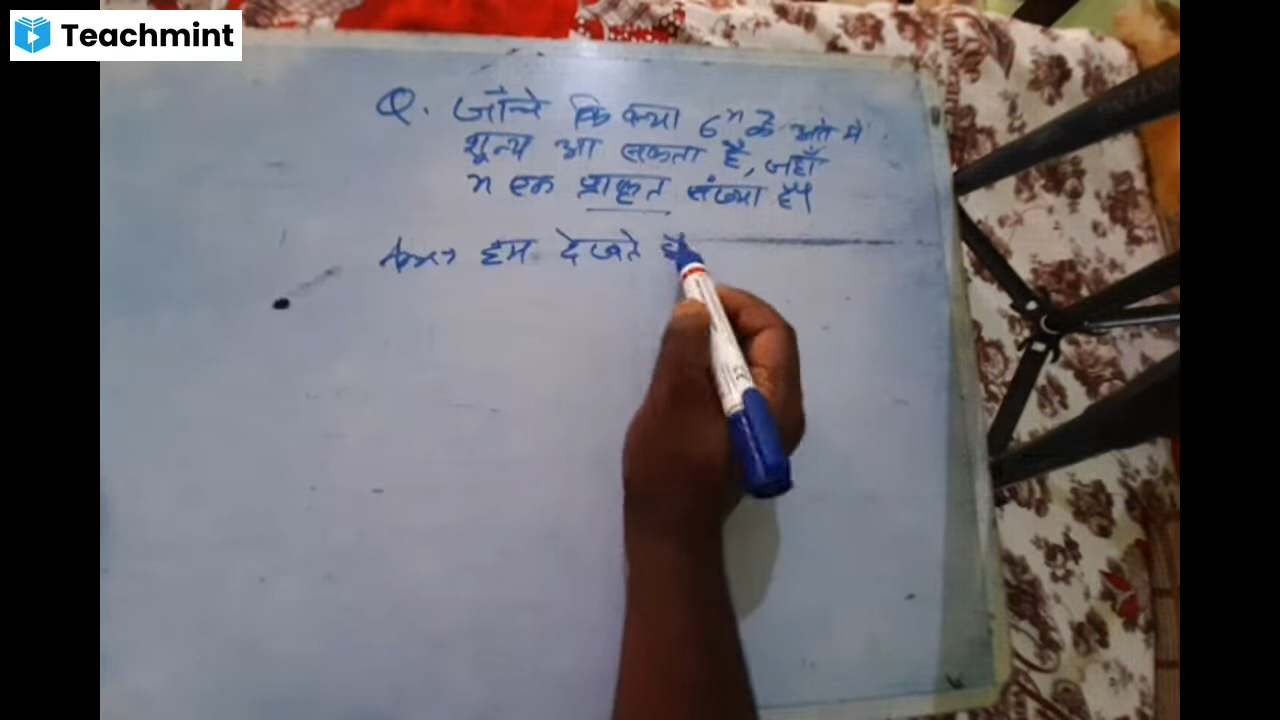 Teachmint
Q. जाँचे कि क्या 6ⁿ के अंत में
शून्य आ सकता है, जहाँ
n एक प्राकृत संख्या है।
Ans→ हम देखते है